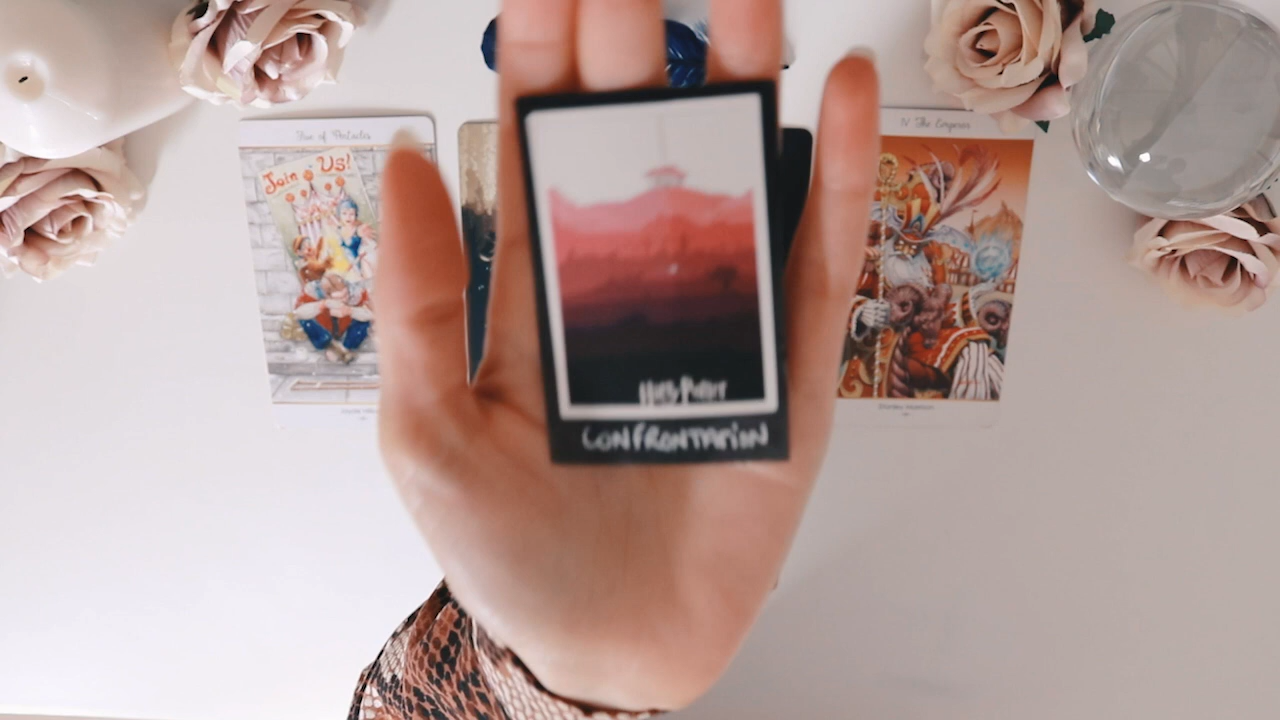 Five of Pentacles
Join Us!
IV The Emperor
Harry Potter
CONFRONTATION